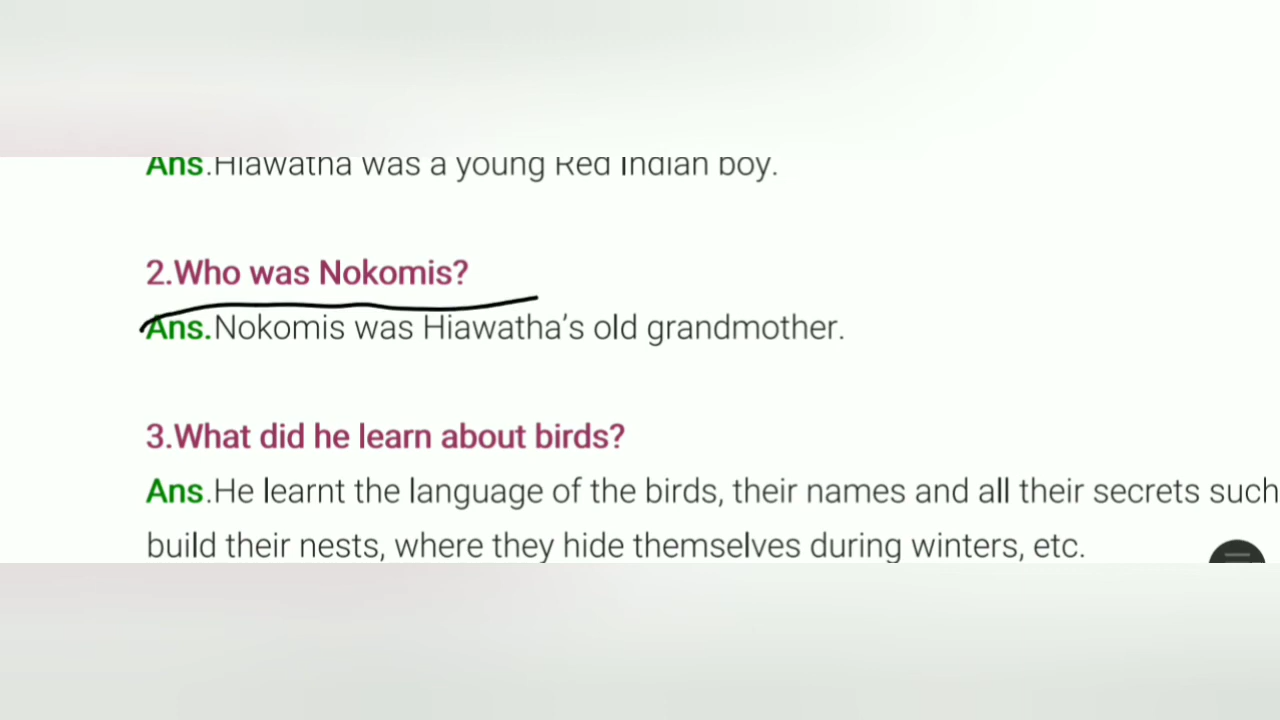 Ans.Hiawatha was a young Red Indian boy.
2.Who was Nokomis?
Ans.Nokomis was Hiawatha's old grandmother.
3.What did he learn about birds?
Ans.He learnt the language of the birds, their names and all their secrets such
build their nests, where they hide themselves during winters, etc.